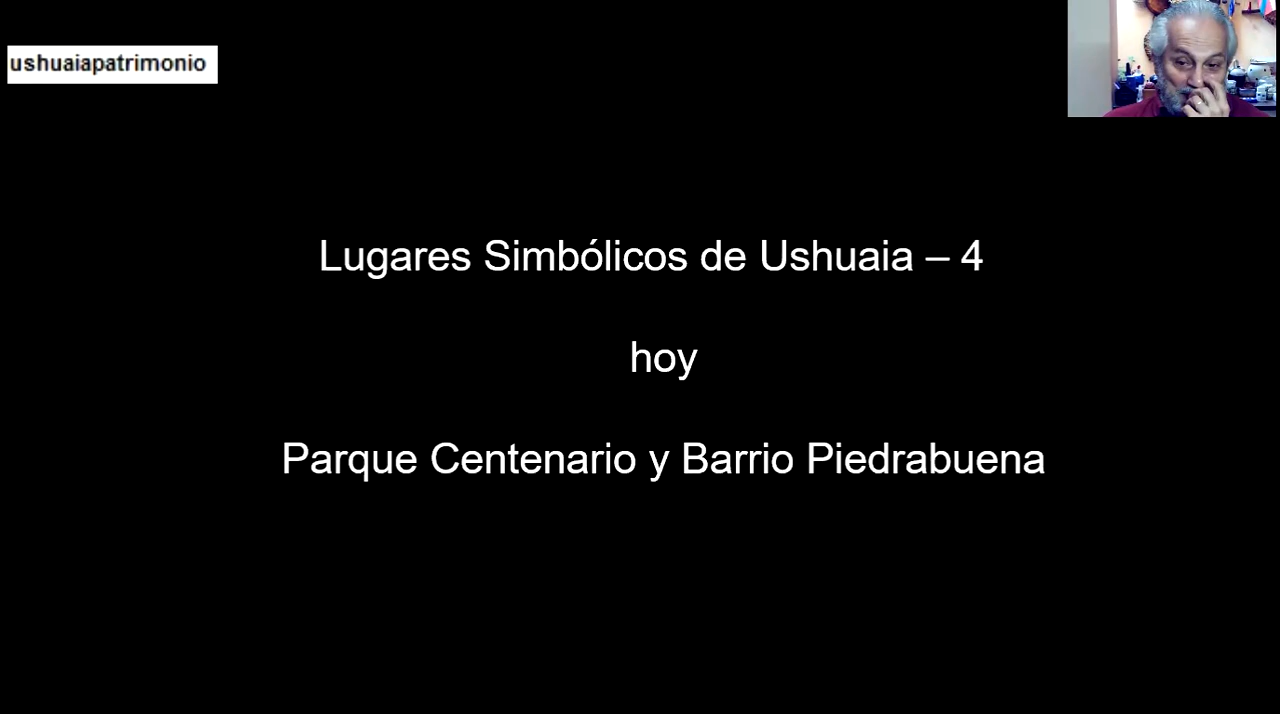 ushuaiapatrimonio
Lugares Simbólicos de Ushuaia – 4
hoy
Parque Centenario y Barrio Piedrabuena